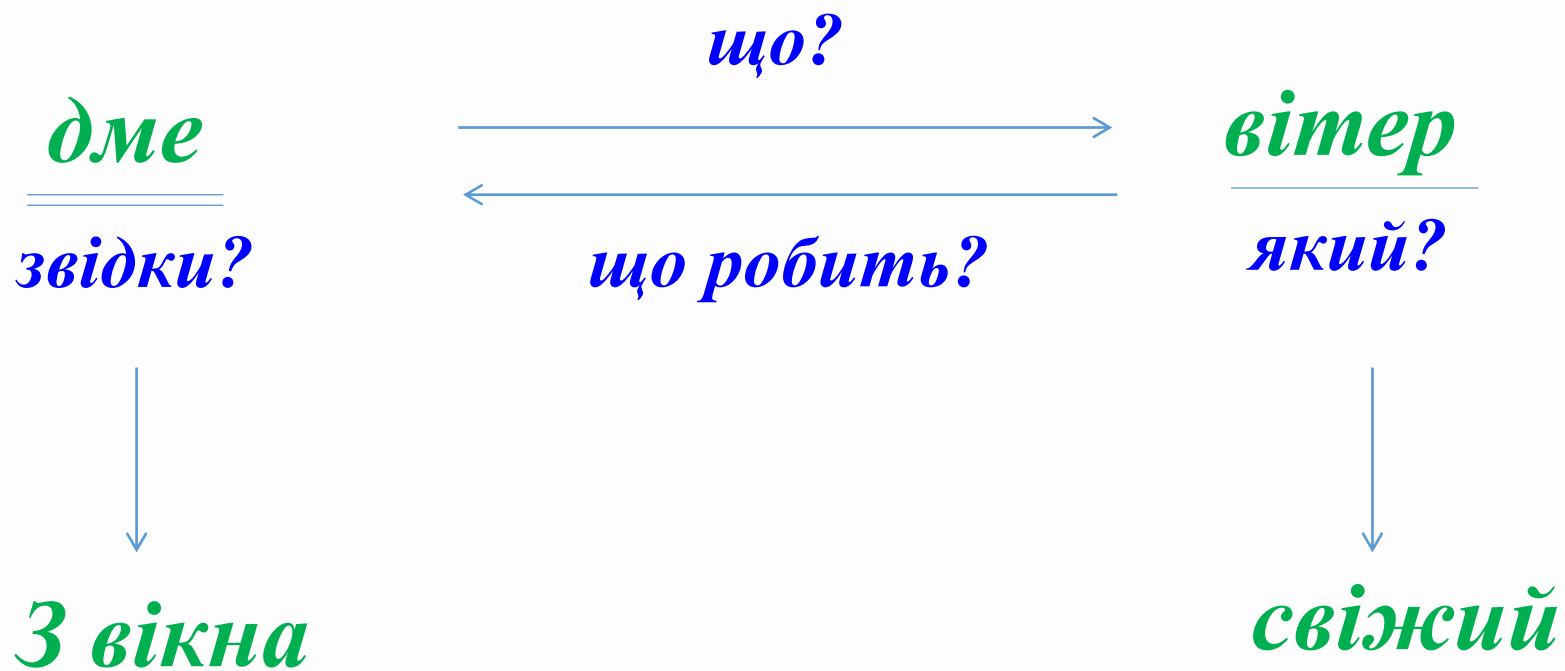 що?
дме
вітер
звідки?
що робить?
який?
З вікна
свіжий